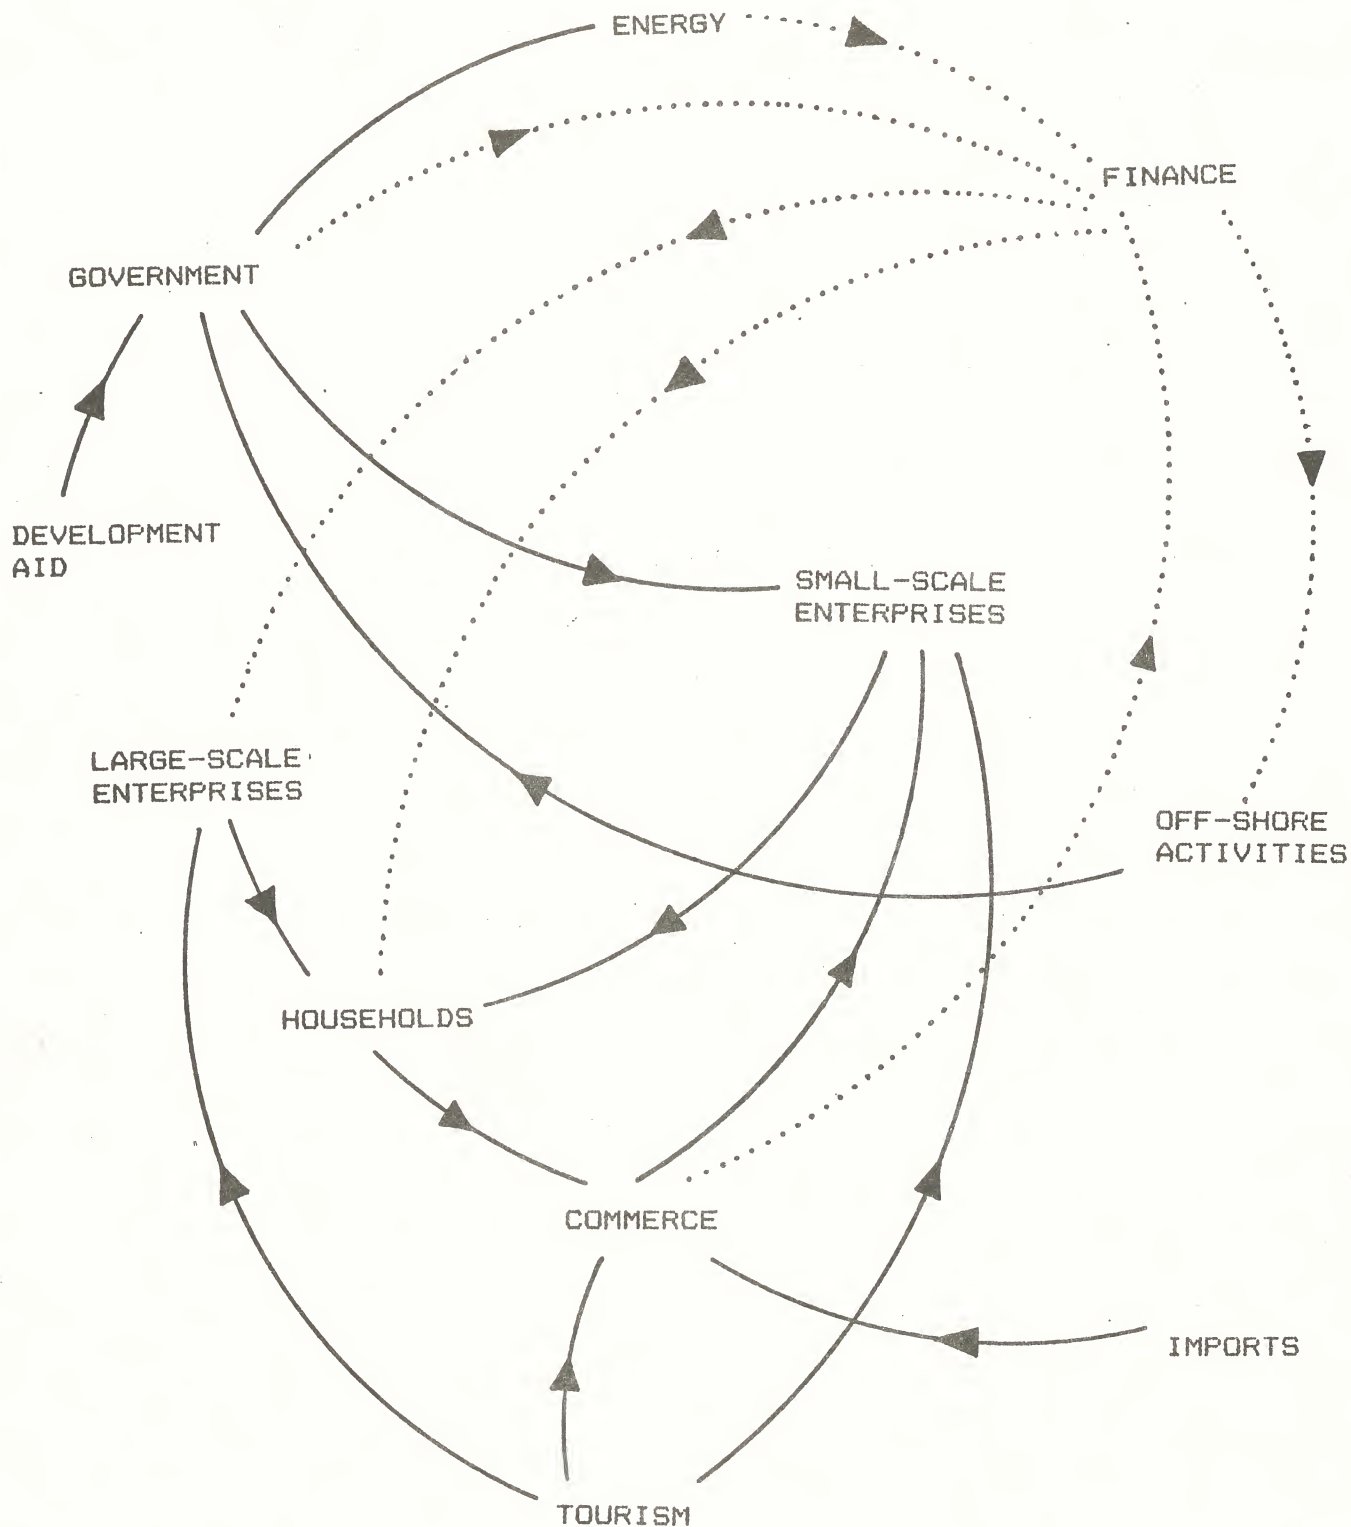 ENERGY
FINANCE
GOVERNMENT
DEVELOPMENT
AID
SMALL-SCALE
ENTERPRISES
LARGE-SCALE
ENTERPRISES
OFF-SHORE
ACTIVITIES
HOUSEHOLDS
COMMERCE
IMPORTS
TOURISM